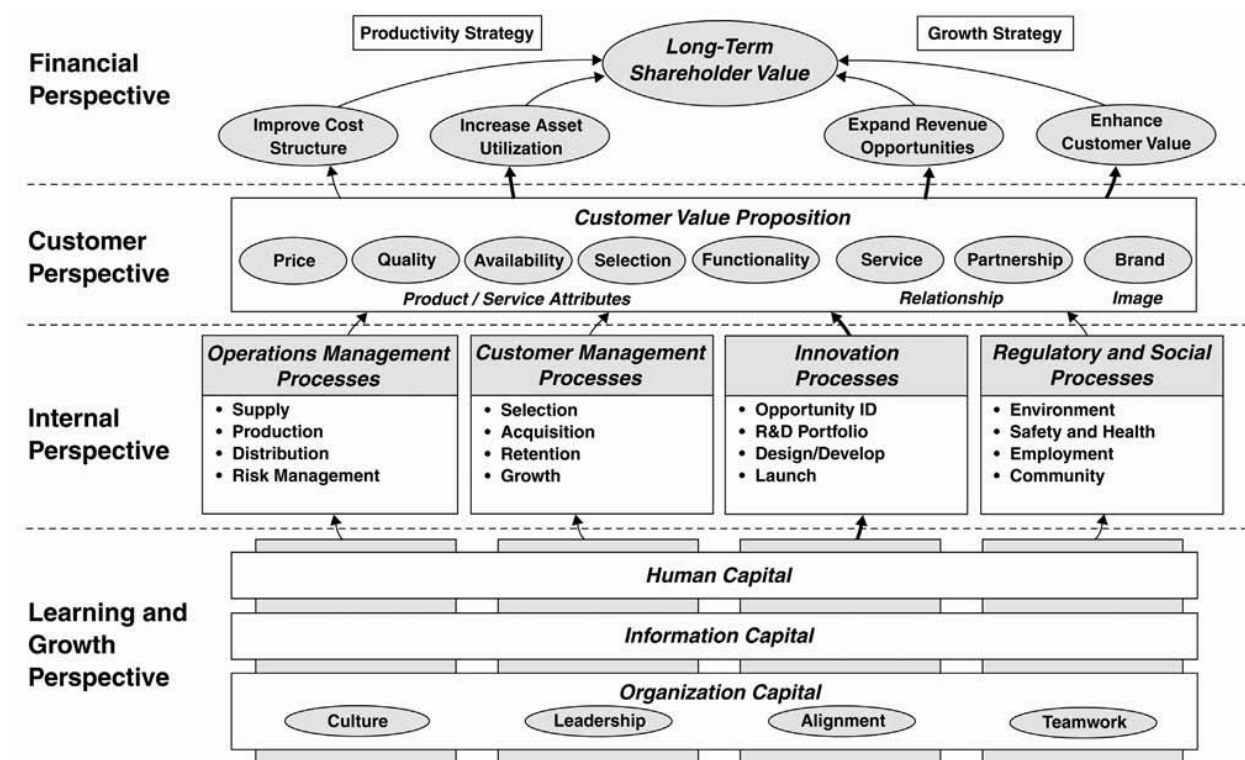 Financial
Perspective
Productivity Strategy
Long-Term
Shareholder Value
Growth Strategy
Improve Cost
Structure
Increase Asset
Utilization
Expand Revenue
Opportunities
Enhance
Customer Value
Customer
Perspective
Customer Value Proposition
Price
Quality
Availability
Selection
Functionality
Service
Partnership
Brand
Product / Service Attributes
Relationship
Image
Internal
Perspective
Operations Management
Processes
• Supply
• Production
• Distribution
• Risk Management
Customer Management
Processes
• Selection
• Acquisition
• Retention
• Growth
Innovation
Processes
• Opportunity ID
• R&D Portfolio
• Design/Develop
• Launch
Regulatory and Social
Processes
• Environment
• Safety and Health
• Employment
• Community
Learning and
Growth
Perspective
Human Capital
Information Capital
Organization Capital
Culture
Leadership
Alignment
Teamwork